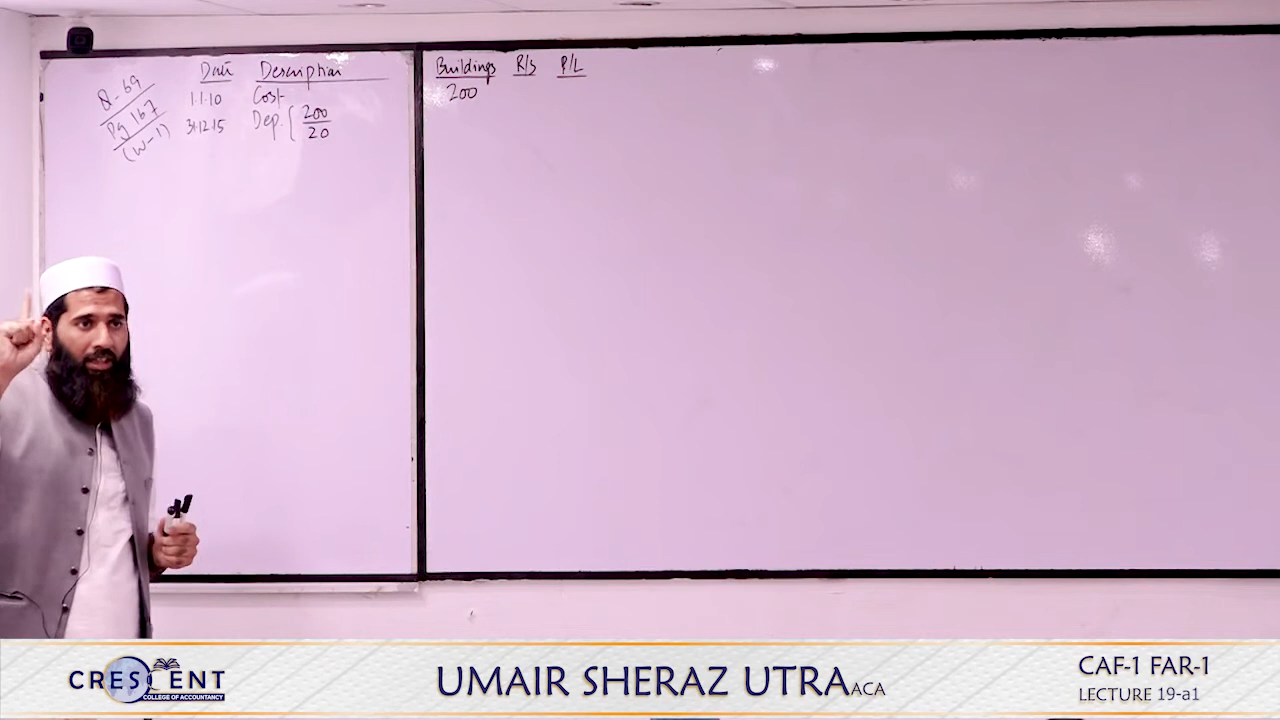 Q-69
Pg 167
(W-1)
Date Description
1.1.10 Cost
31.12.15 Dep. { 200
20
Buildings R/S P/L
200
CRESCENT
COLLEGE OF ACCOUNTANCY
UMAIR SHERAZ UTRA ACA
CAF-1 FAR-1
LECTURE 19-a1